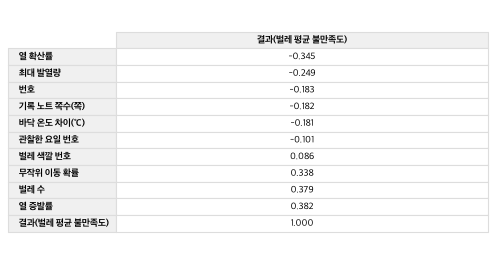 결과(벌레 평균 불만족도)
열 확산률 -0.345
최대 발열량 -0.249
번호 -0.183
기록 노트 쪽수(쪽) -0.182
바닥 온도 차이(℃) -0.181
관찰한 요일 번호 -0.101
벌레 색깔 번호 0.086
무작위 이동 확률 0.338
벌레 수 0.379
열 증발률 0.382
결과(벌레 평균 불만족도) 1.000